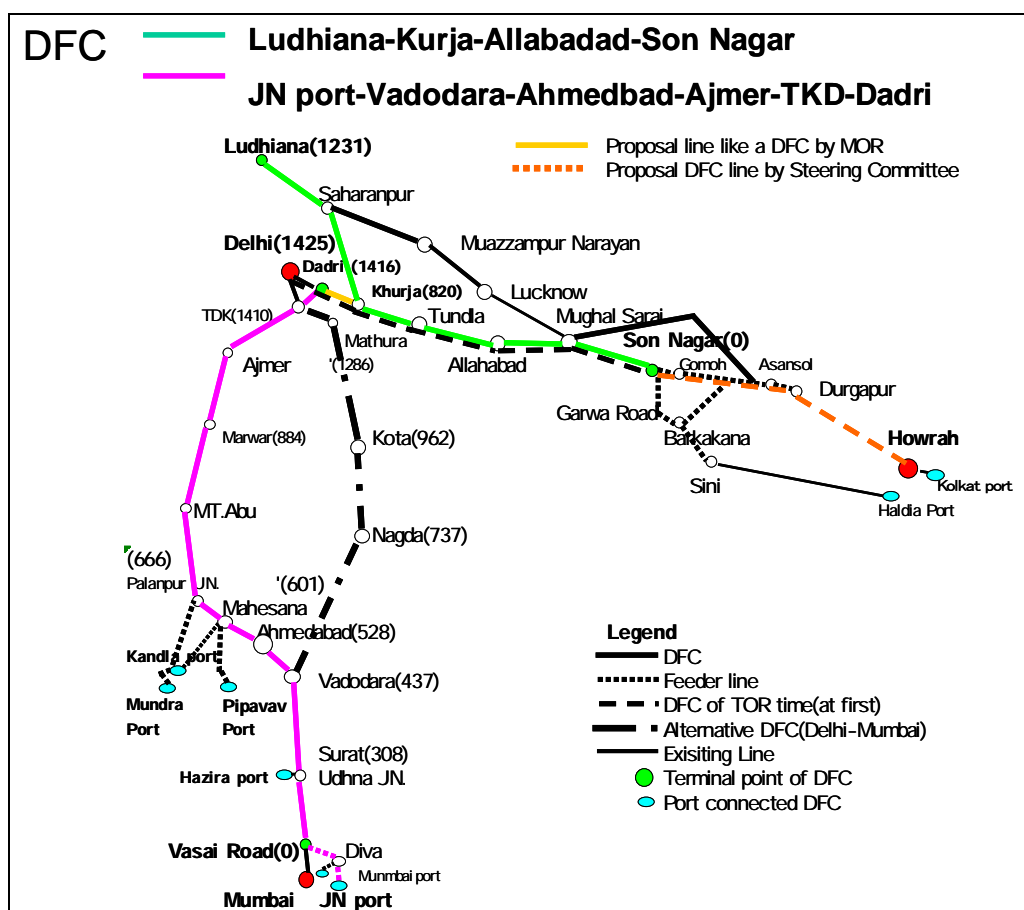 DFC
Ludhiana-Kurja-Allabadad-Son Nagar
JN port-Vadodara-Ahmedbad-Ajmer-TKD-Dadri
Ludhiana(1231)
Proposal line like a DFC by MOR
Proposal DFC line by Steering Committee
Saharanpur
Delhi(1425)
Muazzampur Narayan
Dadri (1416)
Khurja(820)
Lucknow
TDK(1410)
Tundla
Mughal Sarai
Mathura
'(1286)
Son Nagar(0)
Ajmer
Allahabad
Gomoh
Asansol
Durgapur
Garwa Road
Marwar(884)
Kota(962)
Barkakana
Howrah
Sini
Kolkat port
Haldia Port
MT.Abu
Nagda(737)
(666)
Palanpur JN.
'(601)
Mahesana
Ahmedabad(528)
Legend
Kandla port
DFC
Vadodara(437)
Feeder line
Mundra
Port
Pipavav
Port
DFC of TOR time(at first)
Alternative DFC(Delhi-Mumbai)
Surat(308)
Exisiting Line
Hazira port
Udhna JN.
Terminal point of DFC
Port connected DFC
Vasai Road(0)
Diva
Munmbai port
Mumbai
JN port